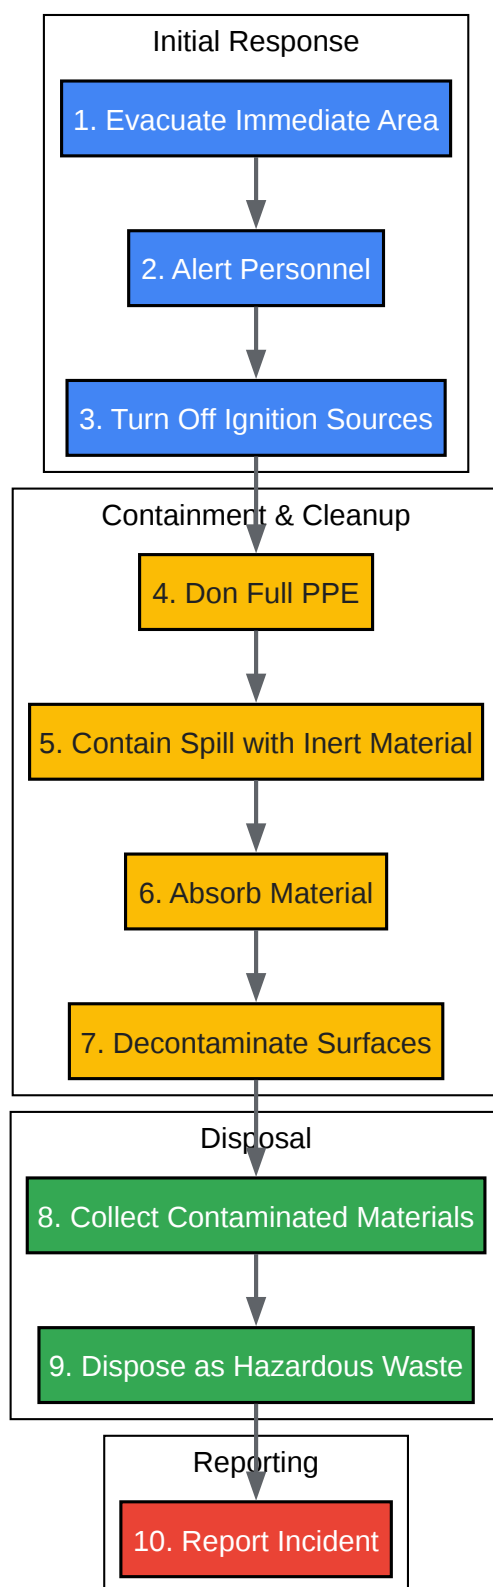 Initial Response
1. Evacuate Immediate Area
2. Alert Personnel
3. Turn Off Ignition Sources
Containment & Cleanup
4. Don Full PPE
5. Contain Spill with Inert Material
6. Absorb Material
7. Decontaminate Surfaces
Disposal
8. Collect Contaminated Materials
9. Dispose as Hazardous Waste
Reporting
10. Report Incident